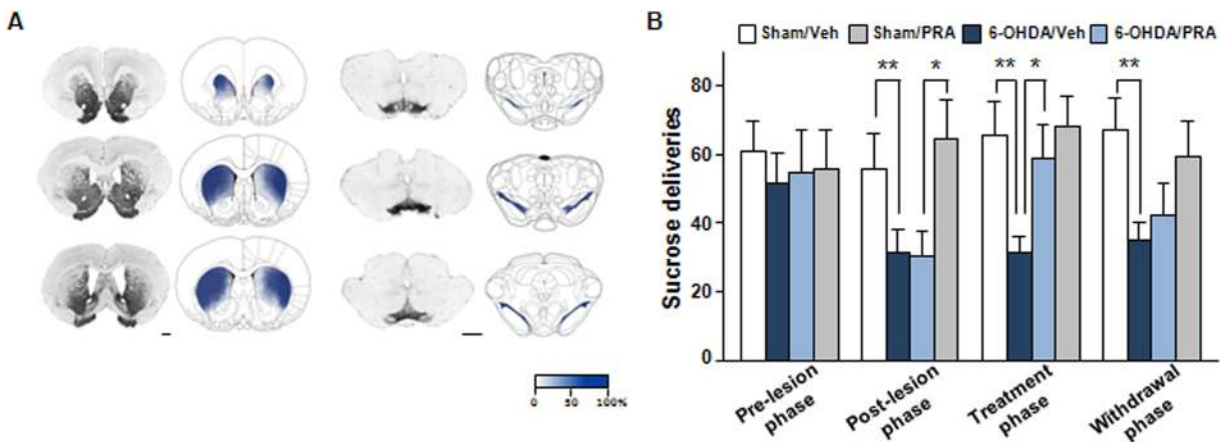 A
0 50 100%
B
Sham/Veh Sham/PRA 6-OHDA/Veh 6-OHDA/PRA
** * ** * **
80
60
40
20
0
Sucrose deliveries
Pre-lesion
phase
Post-lesion
phase
Treatment
phase
Withdrawal
phase